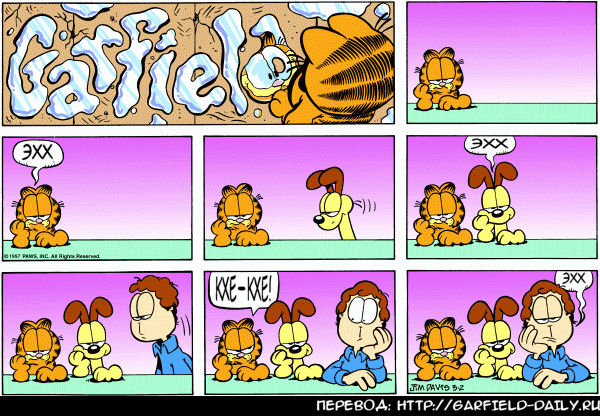 Garfield
ЭХХ
©1997 PAWS, INC. All Rights Reserved.
ЭХХ
КХЕ-КХЕ!
ЭХХ
JIM DAVIS 3-2
ПЕРЕВОД: HTTP://GARFIELD-DAILY.RU